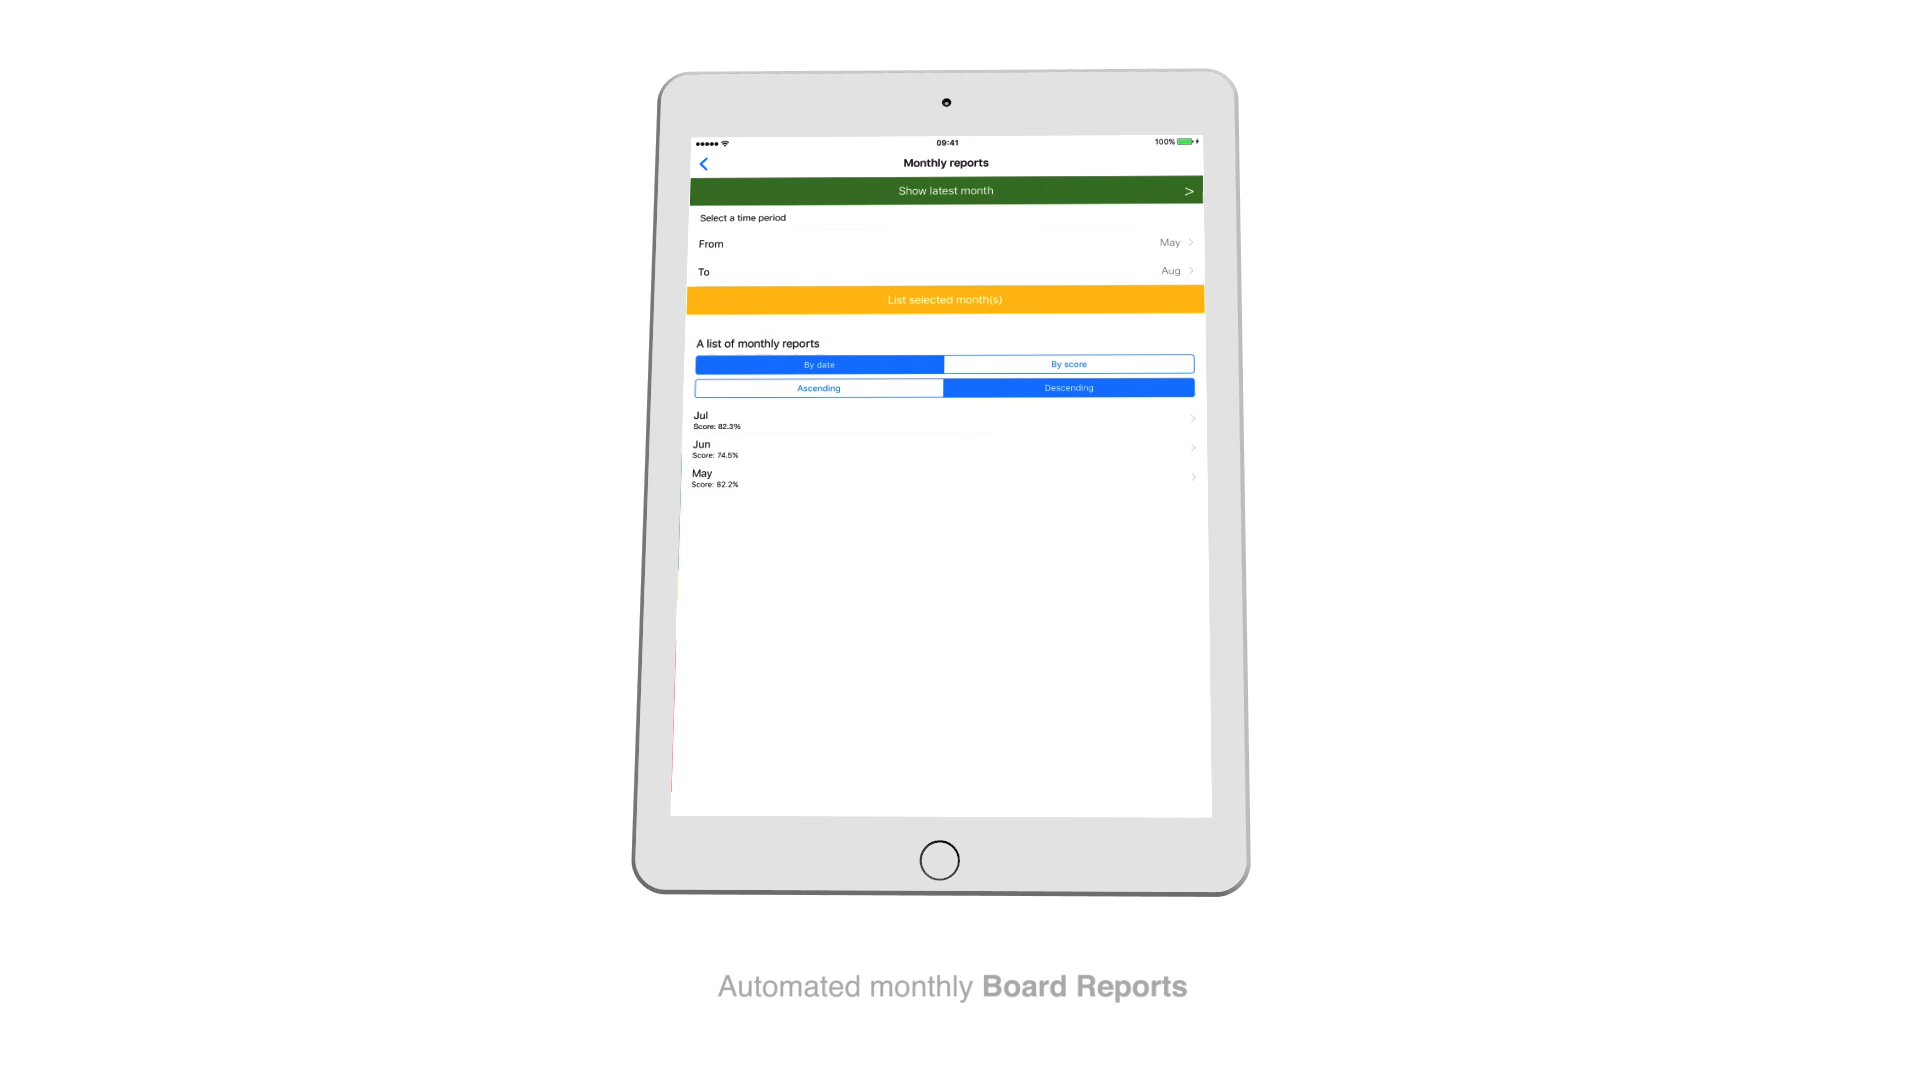 09:41
100%
Monthly reports
Show latest month >
Select a time period
From May
To Aug
List selected month(s)
A list of monthly reports
By date By score
Ascending Descending
Jul
Score: 82.3%
Jun
Score: 74.5%
May
Score: 82.2%
Automated monthly Board Reports